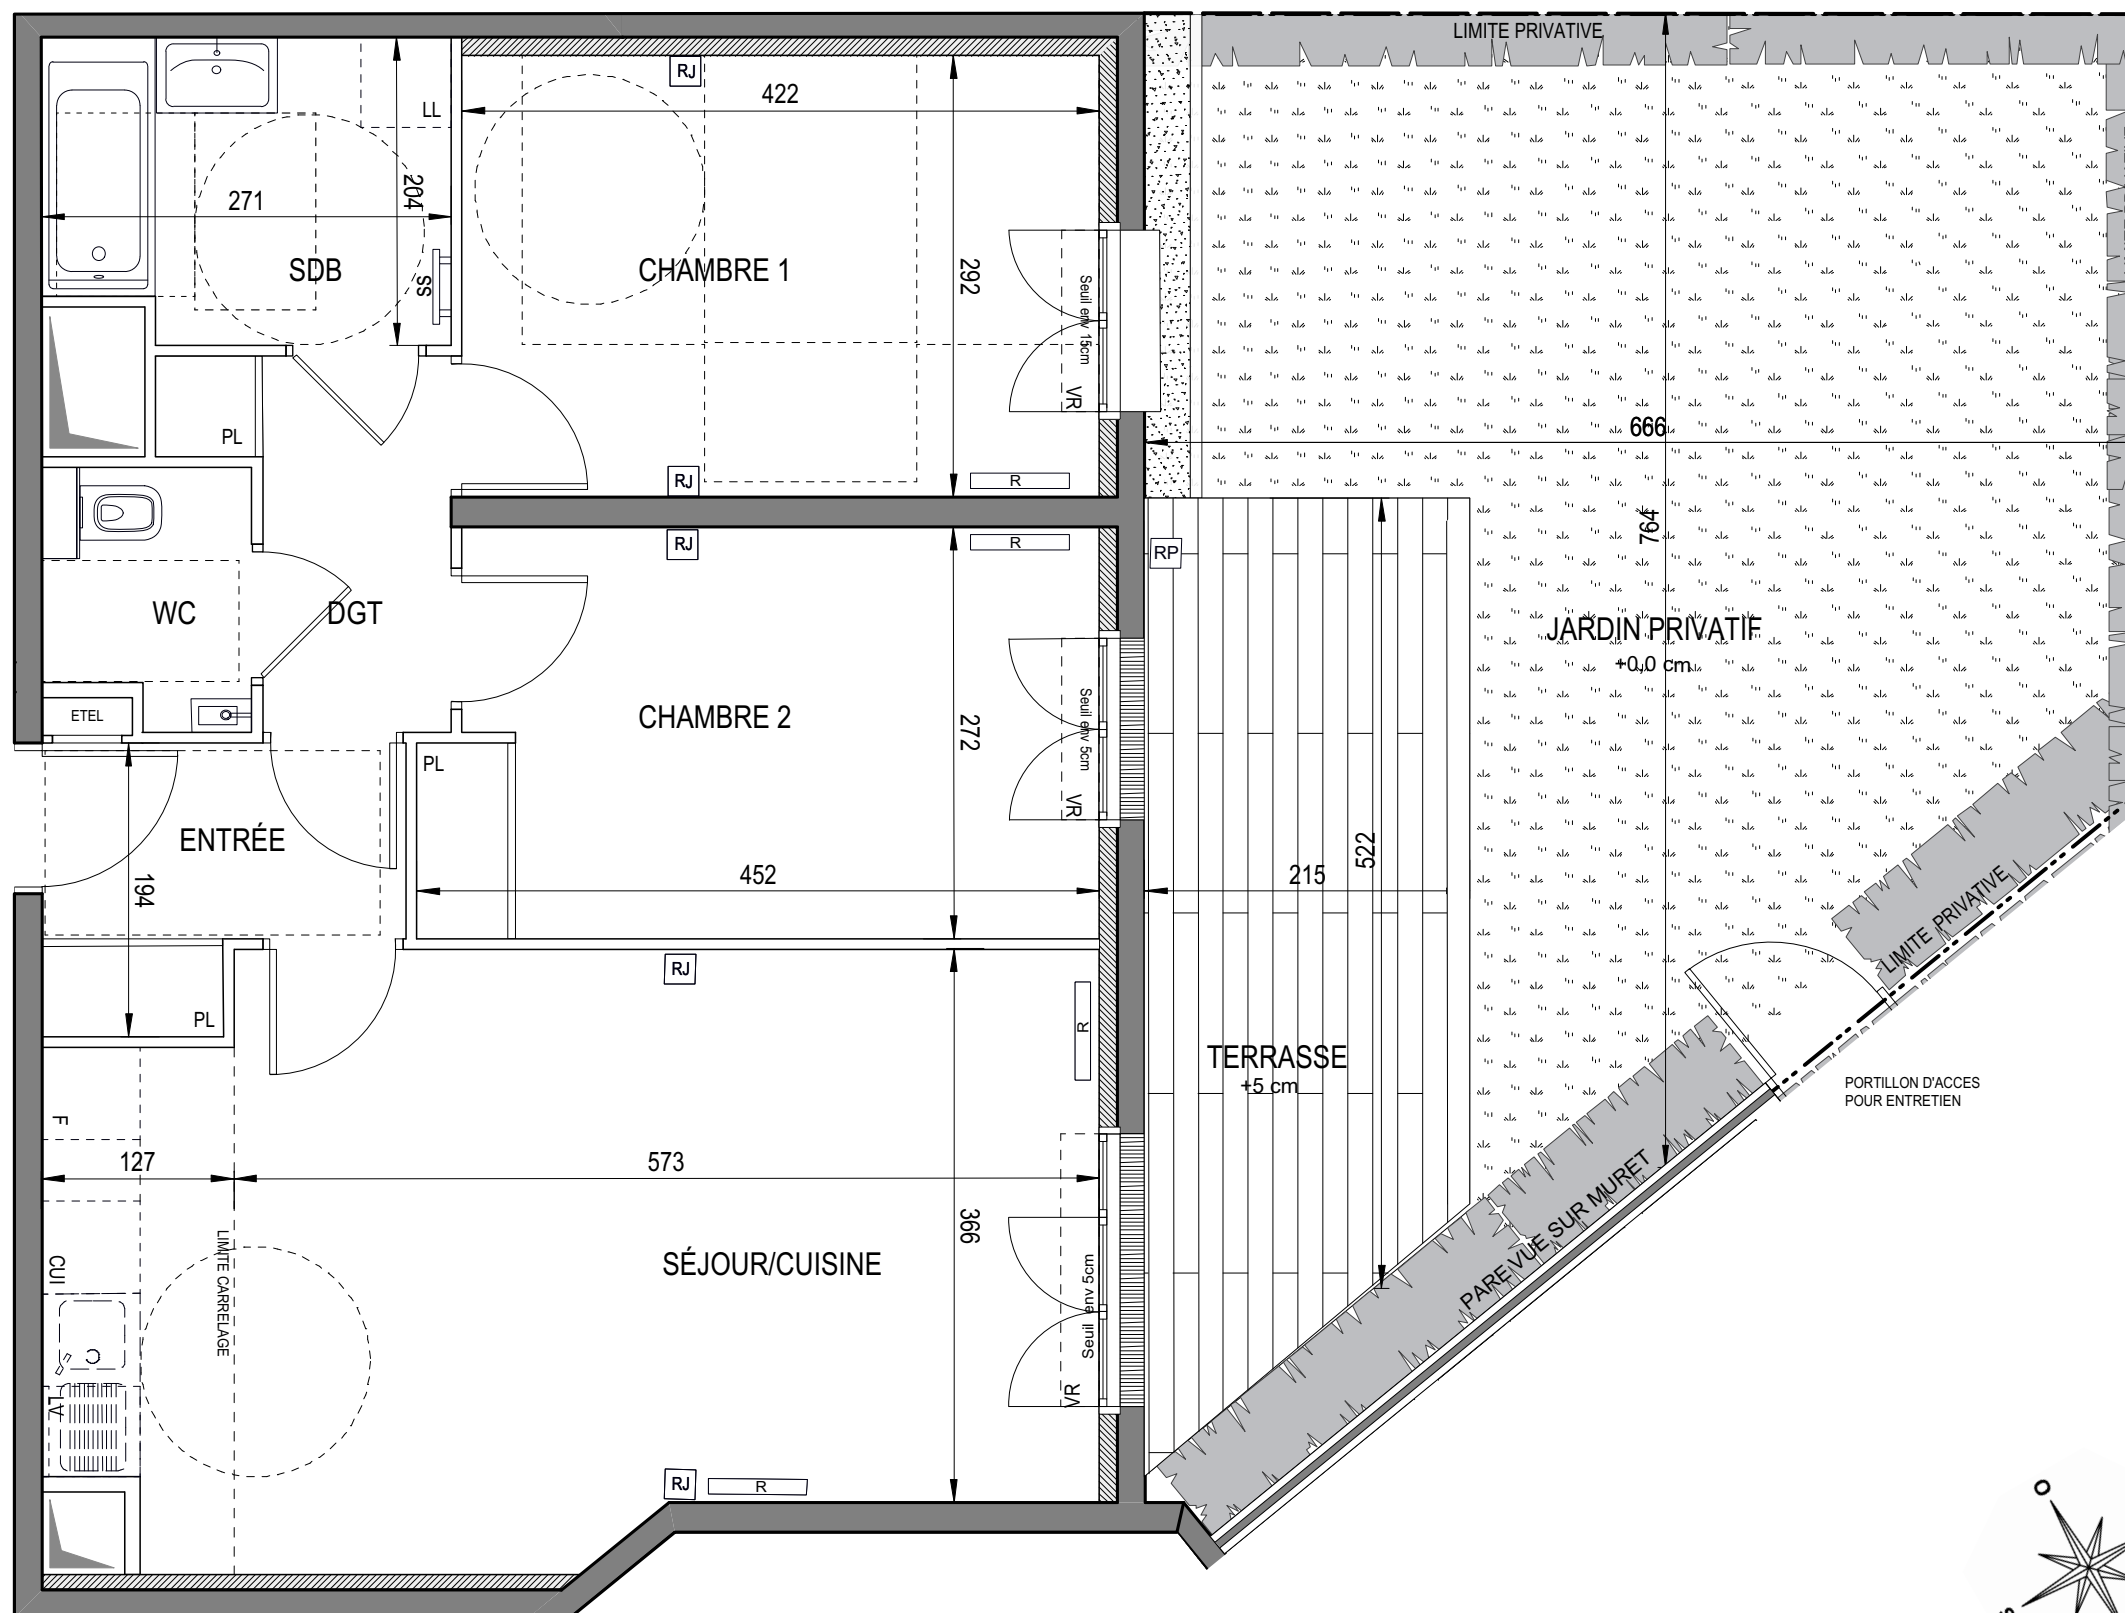 LIMITE PRIVATIVE
RJ
422
LL
204
271
SDB
SS
CHAMBRE 1
292
Seuil env 15cm
VR
PL
RJ
R
666
764
RJ
R
RP
WC
DGT
JARDIN PRIVATIF
+0,0 cm
ETEL
CHAMBRE 2
272
Seuil env 5cm
VR
PL
ENTRÉE
194
452
215
522
LIMITE PRIVATIVE
RJ
R
PL
TERRASSE
+5 cm
PORTILLON D'ACCES
POUR ENTRETIEN
F
127
573
366
PARE VUE SUR MURET
CUI
LIMITE CARRELAGE
SÉJOUR/CUISINE
Seuil env 5cm
VR
C
LV
RJ
R
O
S